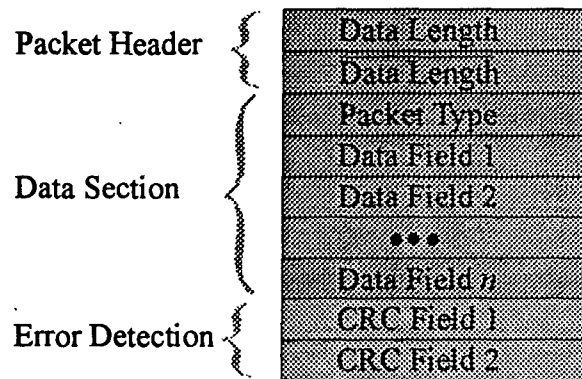 Packet Header
Data Length
Data Length
Data Section
Packet Type
Data Field 1
Data Field 2
•••
Data Field n
Error Detection
CRC Field 1
CRC Field 2